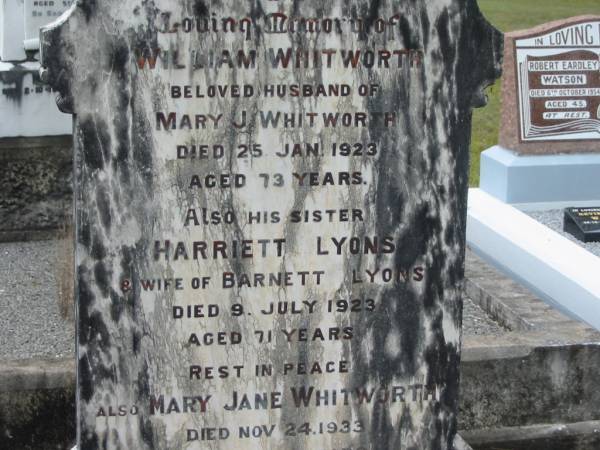 Loving Memory of
WILLIAM WHITWORTH
BELOVED HUSBAND OF
MARY J. WHITWORTH
DIED 25. JAN. 1923
AGED 73 YEARS.
ALSO HIS SISTER
HARRIETT LYONS
& WIFE OF BARNETT LYONS
DIED 9. JULY 1923
AGED 71 YEARS
REST IN PEACE
ALSO MARY JANE WHITWORTH
DIED NOV 24.1933
IN LOVING
ROBERT EARDLEY
WATSON
DIED 6TH OCTOBER 1954
AGED 45
AT REST.